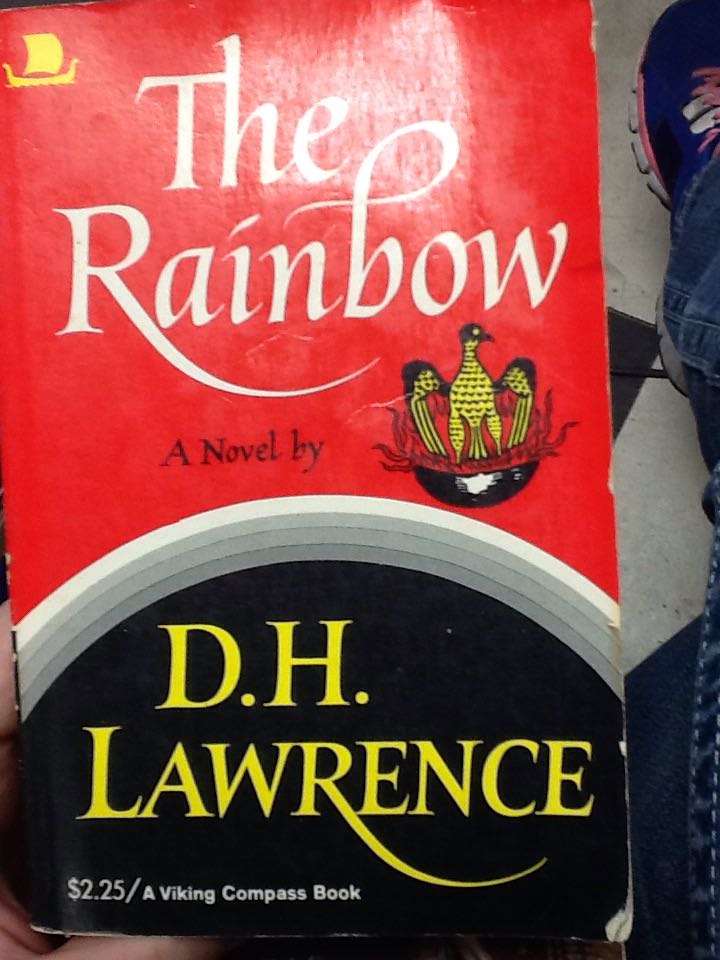 The
Rainbow
A Novel by
D.H.
LAWRENCE
$2.25/A Viking Compass Book